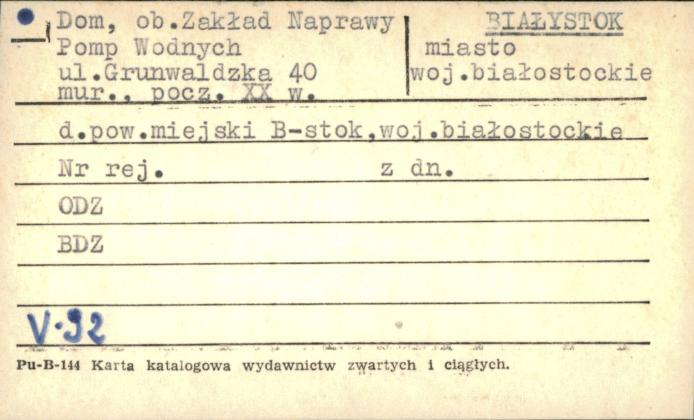 Dom, ob.Zakład Naprawy
Pomp Wodnych
ul.Grunwaldzka 40
mur., pocz. XX w.
BIAŁYSTOK
miasto
woj.białostockie
d.pow.miejski B-stok,woj.białostockie
Nr rej. z dn.
ODZ
BDZ
V-92
Pu-B-144 Karta katalogowa wydawnictw zwartych i ciągłych.